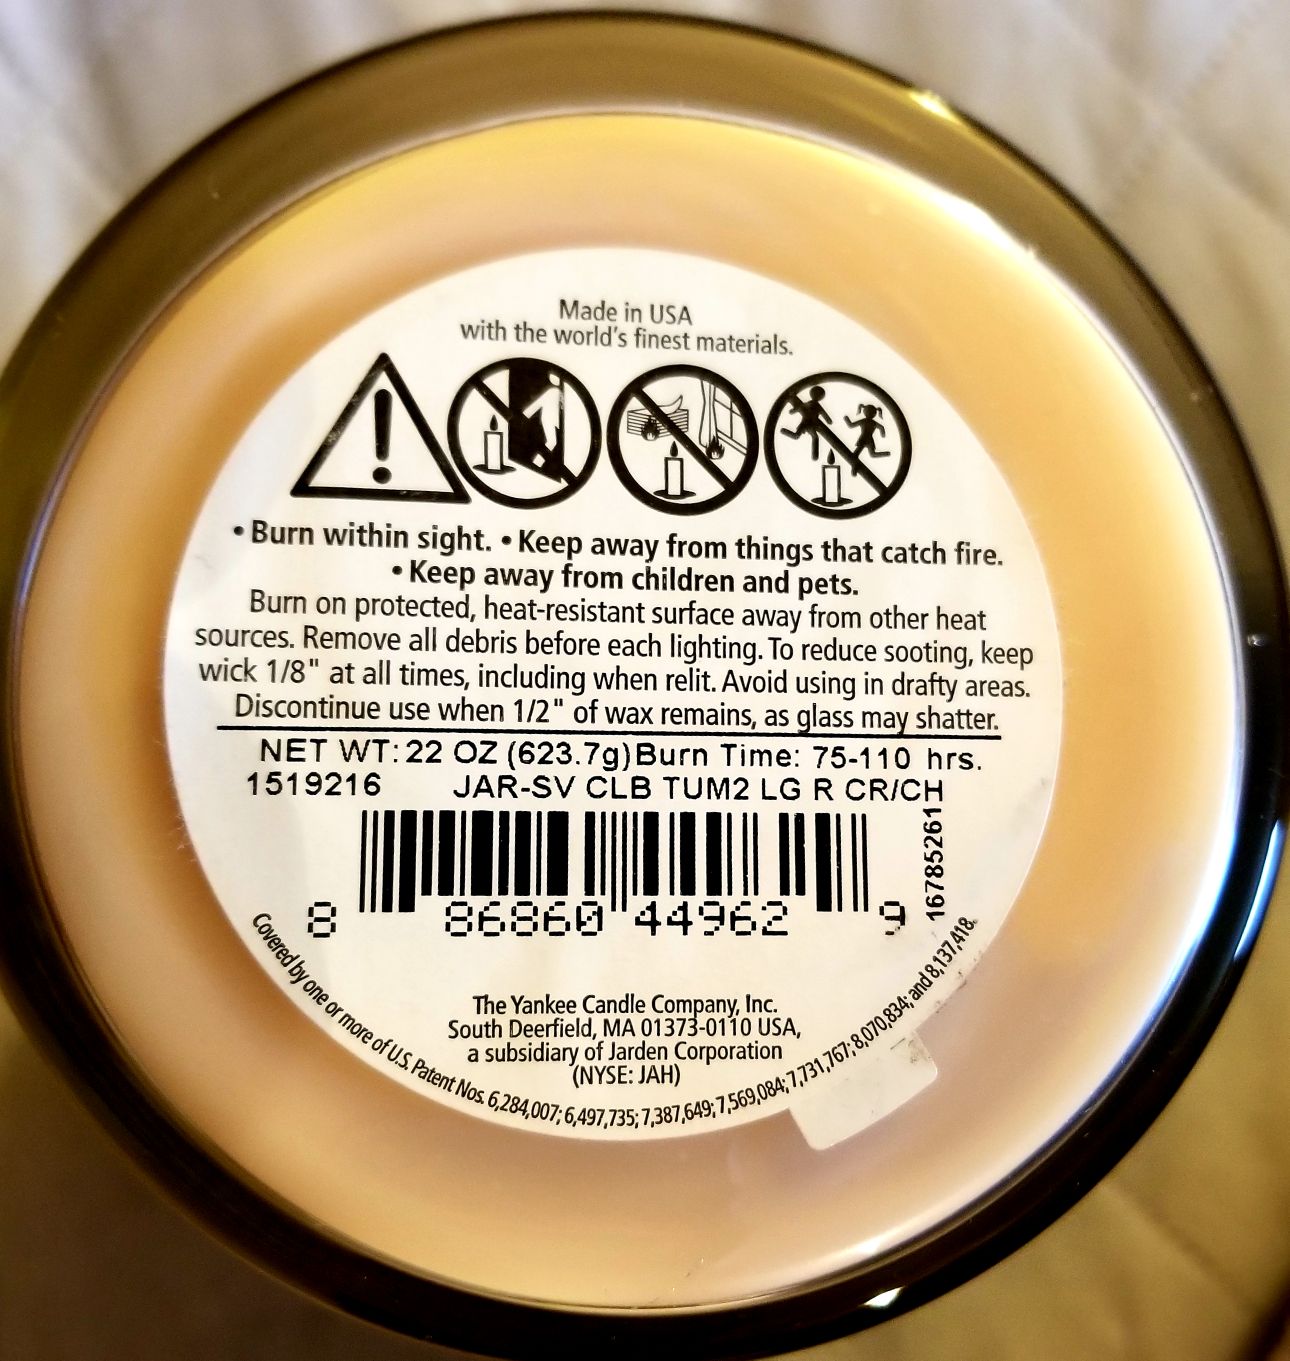 Made in USA
with the world's finest materials.
• Burn within sight. • Keep away from things that catch fire.
• Keep away from children and pets.
Burn on protected, heat-resistant surface away from other heat
sources. Remove all debris before each lighting. To reduce sooting, keep
wick 1/8" at all times, including when relit. Avoid using in drafty areas.
Discontinue use when 1/2" of wax remains, as glass may shatter.
NET WT: 22 OZ (623.7g) Burn Time: 75-110 hrs.
1519216 JAR-SV CLB TUM2 LG R CR/CH
16785261
8 86860 44962 9
The Yankee Candle Company, Inc.
South Deerfield, MA 01373-0110 USA,
a subsidiary of Jarden Corporation
(NYSE: JAH)
Covered by one or more of U.S. Patent Nos. 6,284,007; 6,497,735; 7,387,649; 7,569,084; 7,731,767; 8,070,834; and 8,137,418.